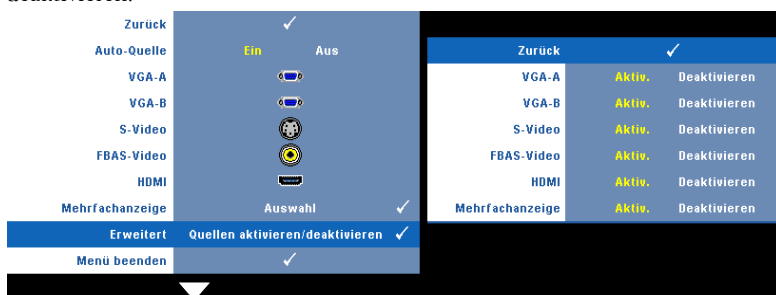 Zurück
Auto-Quelle Ein Aus
VGA-A
VGA-B
S-Video
FBAS-Video
HDMI
Mehrfachanzeige Auswahl
Erweitert Quellen aktivieren/deaktivieren
Menü beenden
Zurück
VGA-A Aktiv. Deaktivieren
VGA-B Aktiv. Deaktivieren
S-Video Aktiv. Deaktivieren
FBAS-Video Aktiv. Deaktivieren
HDMI Aktiv. Deaktivieren
Mehrfachanzeige Aktiv. Deaktivieren